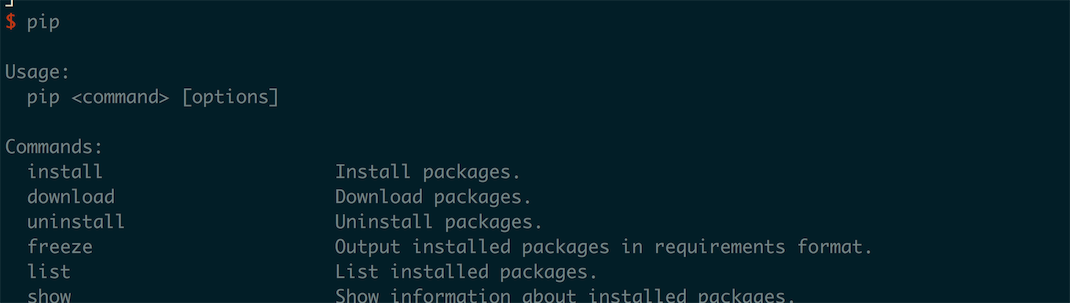 $ pip
Usage:
pip <command> [options]
Commands:
install Install packages.
download Download packages.
uninstall Uninstall packages.
freeze Output installed packages in requirements format.
list List installed packages.
show Show information about installed packages.